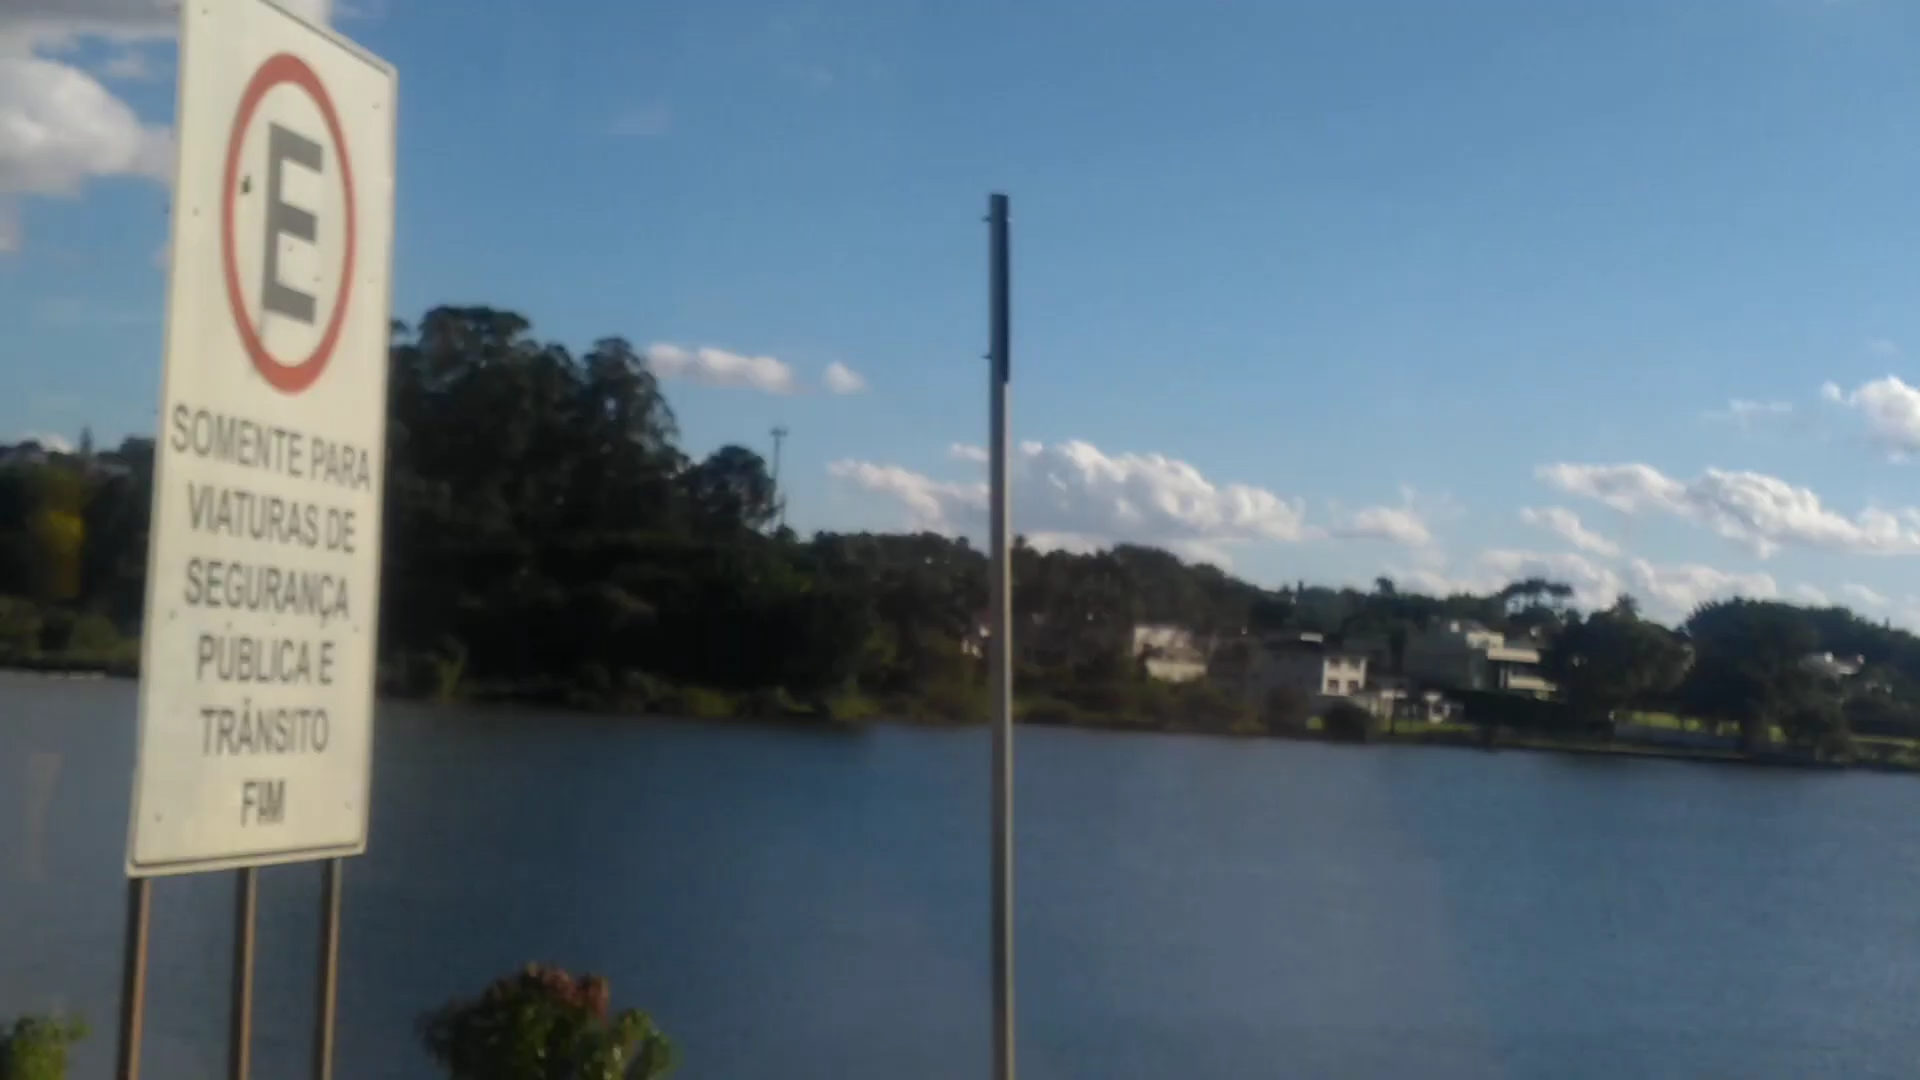 E
SOMENTE PARA
VIATURAS DE
SEGURANÇA
PÚBLICA E
TRÂNSITO
FIM